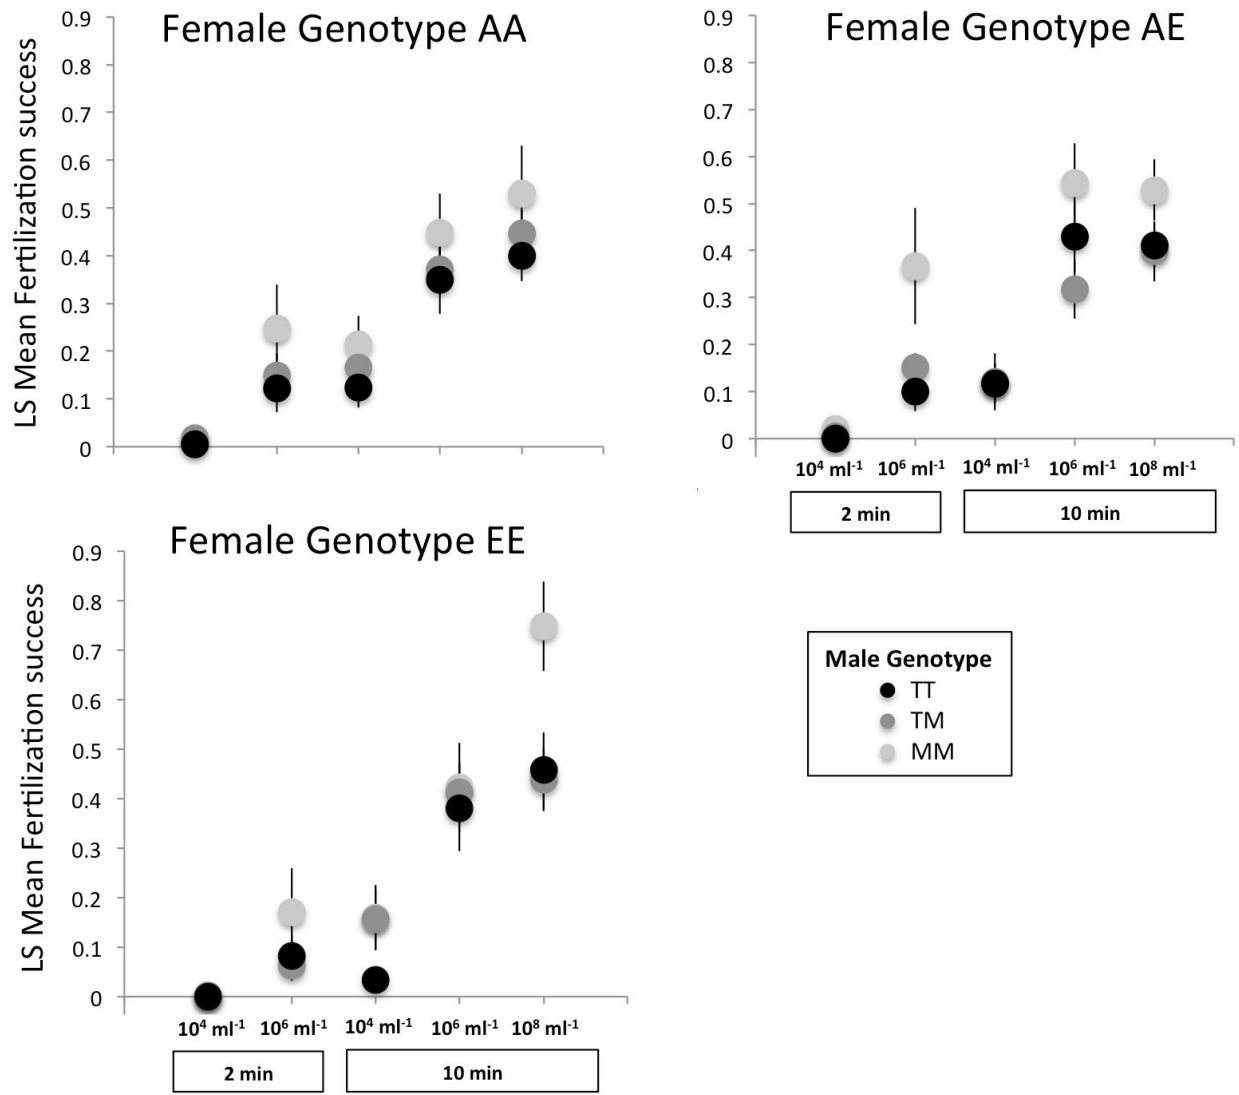 Female Genotype AA
LS Mean Fertilization success
0.9
0.8
0.7
0.6
0.5
0.4
0.3
0.2
0.1
0
Female Genotype AE
0.9
0.8
0.7
0.6
0.5
0.4
0.3
0.2
0.1
0
10⁴ ml⁻¹ 10⁶ ml⁻¹ 10⁴ ml⁻¹ 10⁶ ml⁻¹ 10⁸ ml⁻¹
2 min 10 min
Female Genotype EE
LS Mean Fertilization success
0.9
0.8
0.7
0.6
0.5
0.4
0.3
0.2
0.1
0
10⁴ ml⁻¹ 10⁶ ml⁻¹ 10⁴ ml⁻¹ 10⁶ ml⁻¹ 10⁸ ml⁻¹
2 min 10 min
Male Genotype
TT
TM
MM